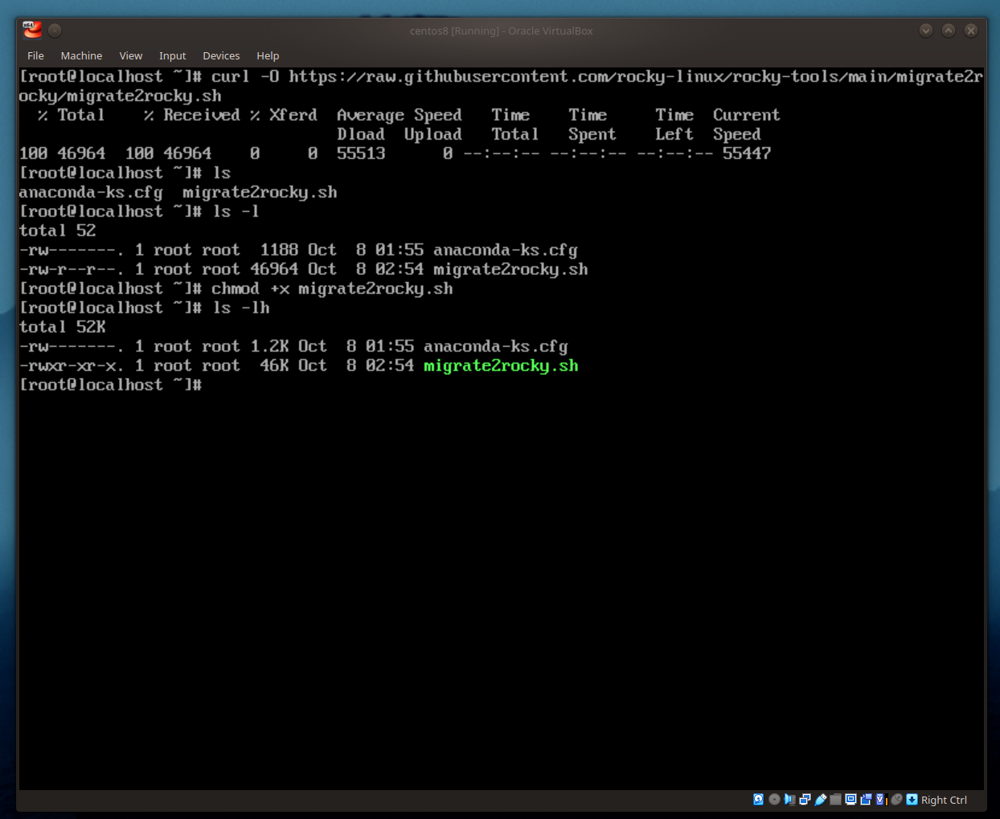 x64
centos8 [Running] - Oracle VirtualBox
File Machine View Input Devices Help
[root@localhost ~]# curl -O https://raw.githubusercontent.com/rocky-linux/rocky-tools/main/migrate2r
ocky/migrate2rocky.sh
  % Total    % Received % Xferd  Average Speed   Time    Time     Time  Current
                                 Dload  Upload   Total   Spent    Left  Speed
100 46964  100 46964    0     0  55513      0 --:--:-- --:--:-- --:--:-- 55447
[root@localhost ~]# ls
anaconda-ks.cfg  migrate2rocky.sh
[root@localhost ~]# ls -l
total 52
-rw-------. 1 root root  1188 Oct  8 01:55 anaconda-ks.cfg
-rw-r--r--. 1 root root 46964 Oct  8 02:54 migrate2rocky.sh
[root@localhost ~]# chmod +x migrate2rocky.sh
[root@localhost ~]# ls -lh
total 52K
-rw-------. 1 root root 1.2K Oct  8 01:55 anaconda-ks.cfg
-rwxr-xr-x. 1 root root  46K Oct  8 02:54 migrate2rocky.sh
[root@localhost ~]#
Right Ctrl